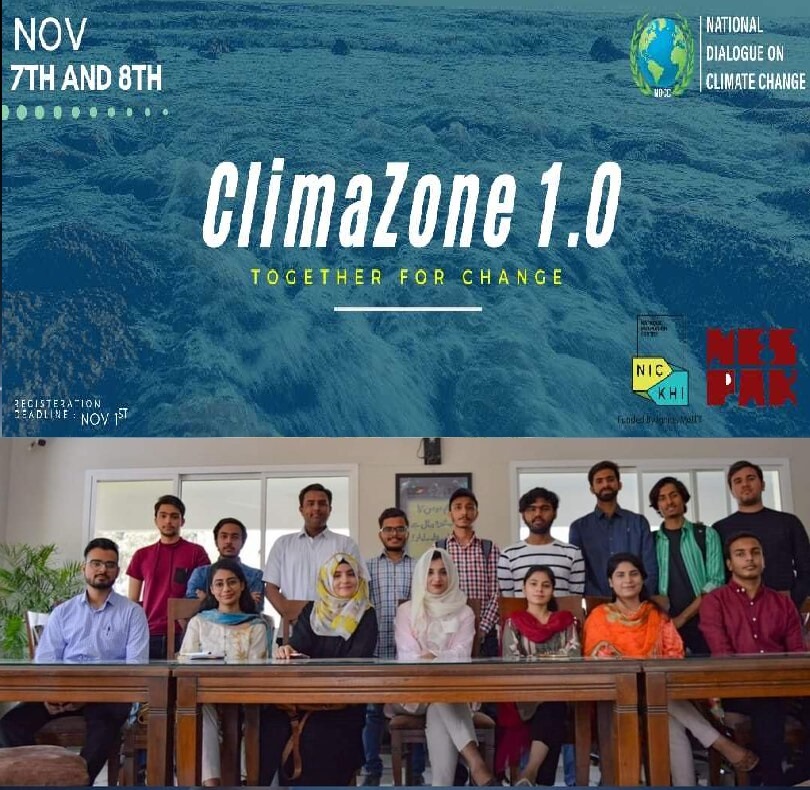 NOV
7TH AND 8TH
NATIONAL
DIALOGUE ON
CLIMATE CHANGE
NDCC
ClimaZone 1.0
TOGETHER FOR CHANGE
NIC
KHI
NES
PAK
REGISTERATION
DEADLINE : NOV 1ST